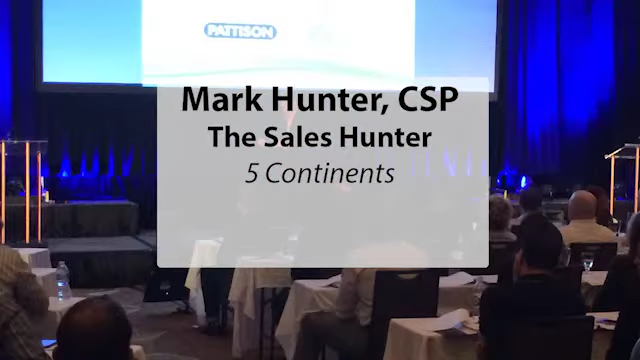 PATTISON
Mark Hunter, CSP
The Sales Hunter
5 Continents